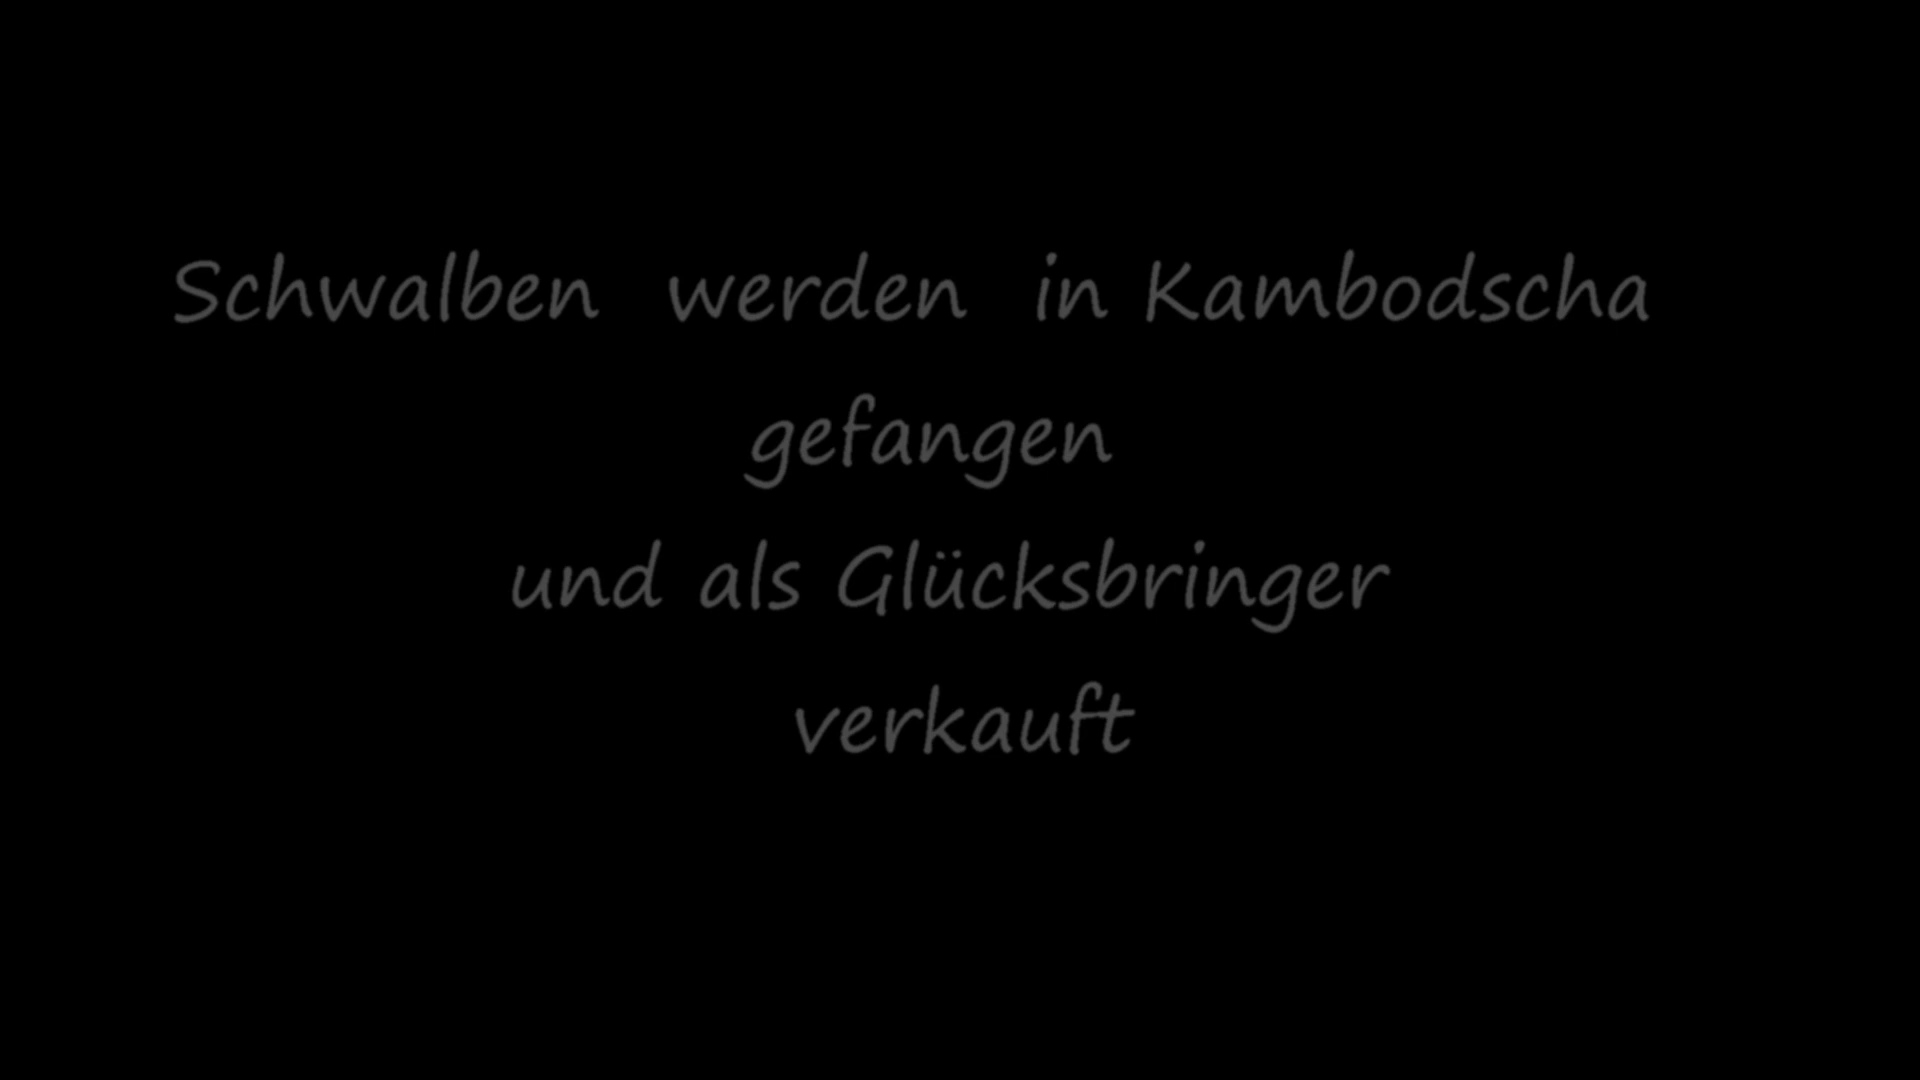 Schwalben werden in Kambodscha
gefangen
und als Glücksbringer
verkauft